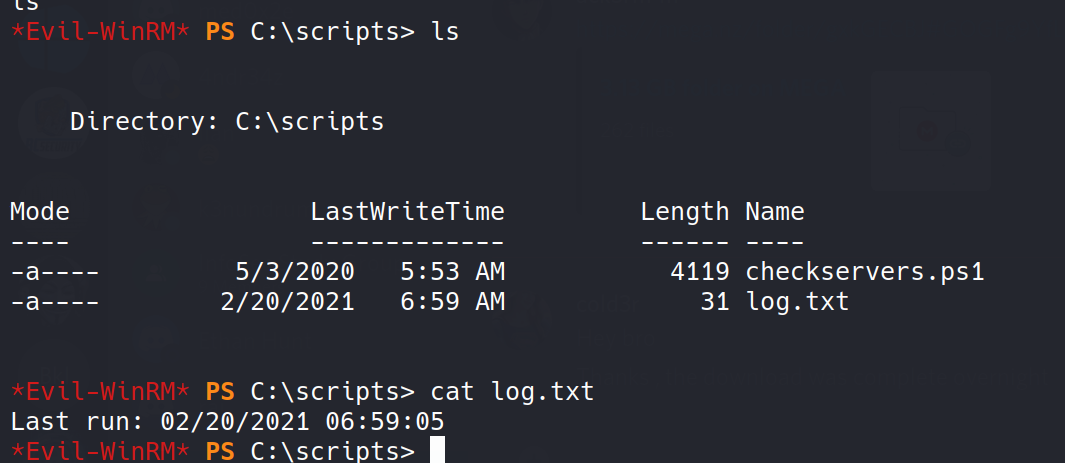 ls
*Evil-WinRM* PS C:\scripts> ls
Directory: C:\scripts
Mode LastWriteTime Length Name
---- ------------- ------ ----
-a---- 5/3/2020 5:53 AM 4119 checkservers.ps1
-a---- 2/20/2021 6:59 AM 31 log.txt
*Evil-WinRM* PS C:\scripts> cat log.txt
Last run: 02/20/2021 06:59:05
*Evil-WinRM* PS C:\scripts>